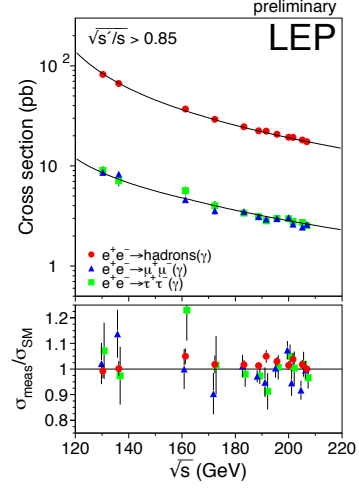 preliminary
√s′/s > 0.85
LEP
Cross section (pb)
10²
10
1
e⁺e⁻→hadrons(γ)
e⁺e⁻→μ⁺μ⁻(γ)
e⁺e⁻→τ⁺τ⁻(γ)
σmeas/σSM
1.2
1.1
1
0.9
0.8
120 140 160 180 200 220
√s (GeV)